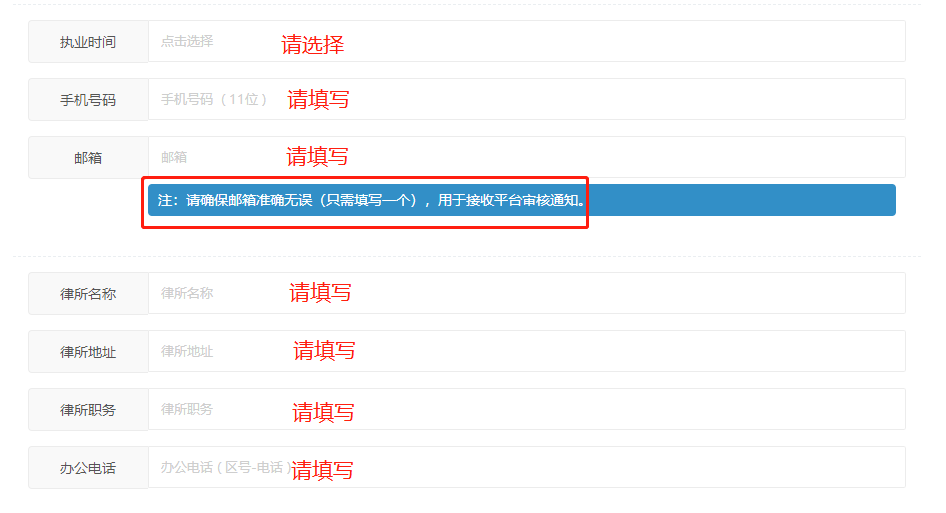 执业时间 点击选择 请选择
手机号码 手机号码（11位） 请填写
邮箱 邮箱 请填写
注：请确保邮箱准确无误（只需填写一个），用于接收平台审核通知。
律所名称 律所名称 请填写
律所地址 律所地址 请填写
律所职务 律所职务 请填写
办公电话 办公电话（区号-电话） 请填写